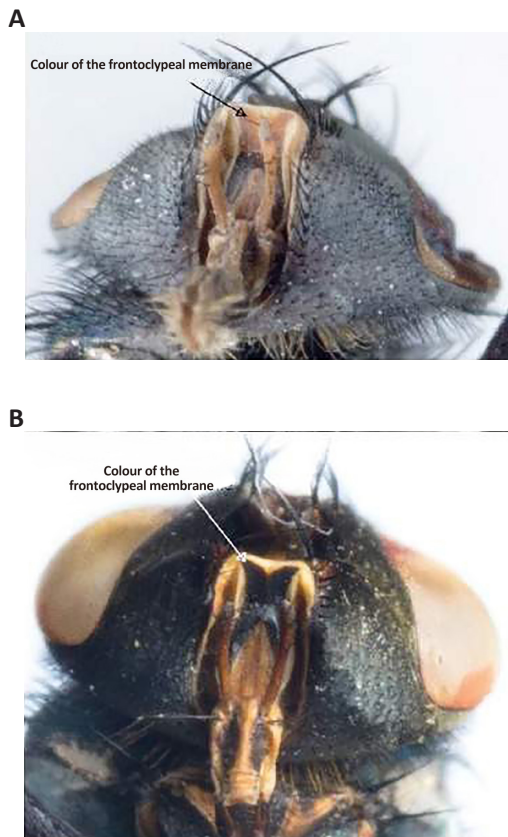 A
Colour of the frontoclypeal membrane
B
Colour of the
frontoclypeal membrane